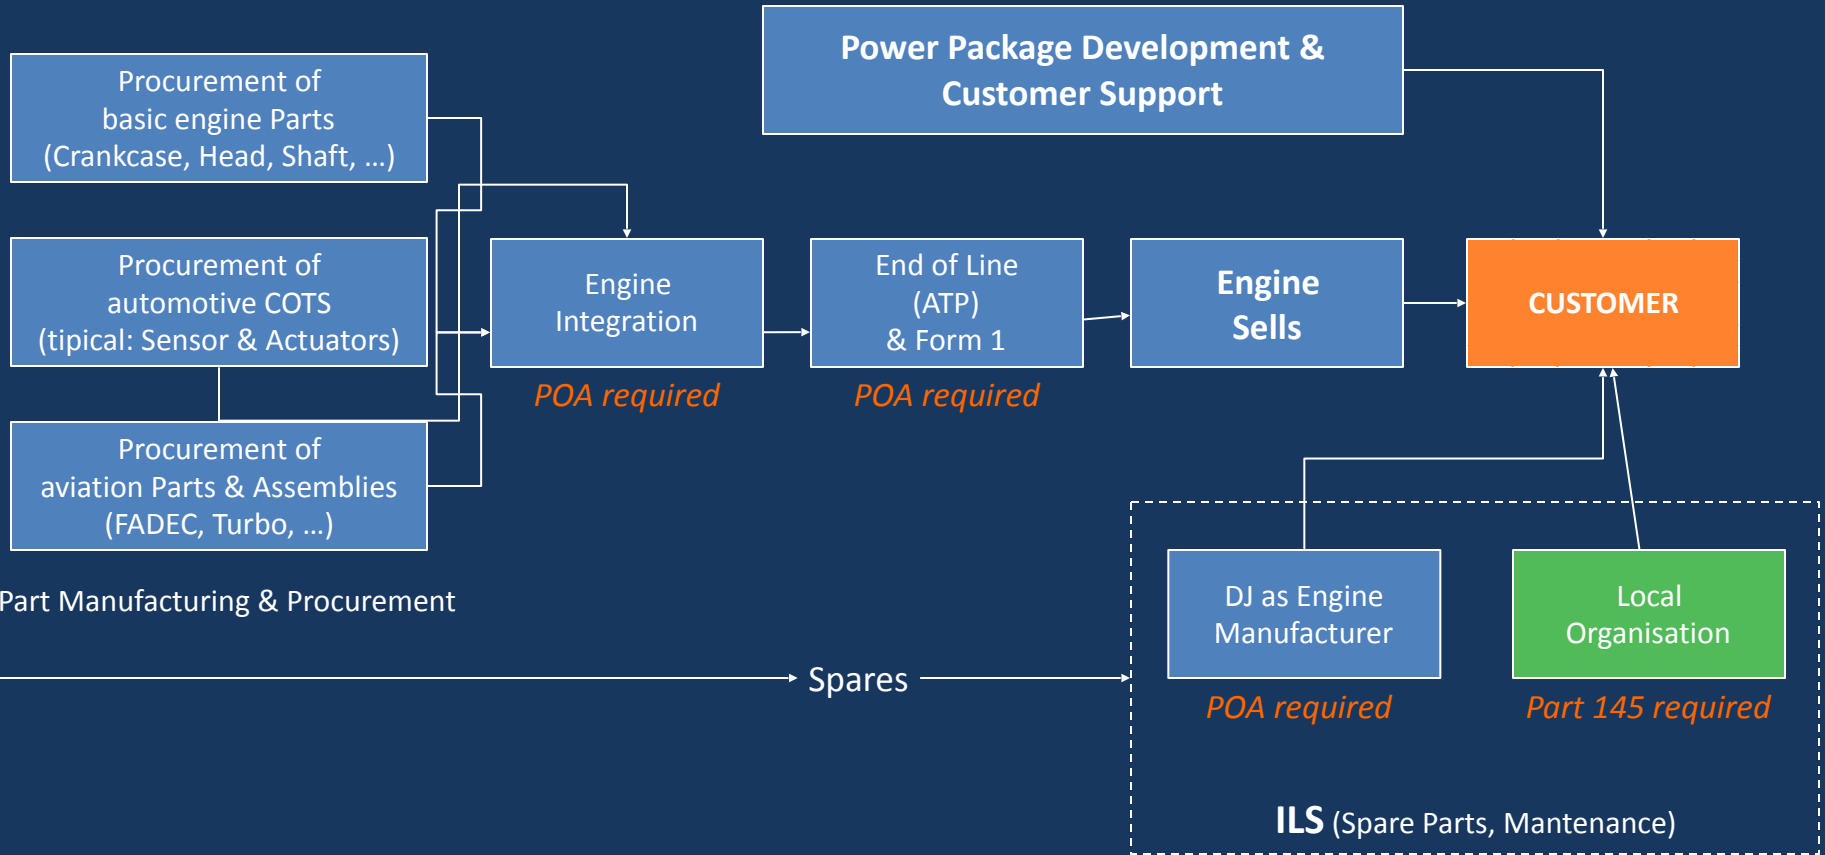 Power Package Development &
Customer Support
Procurement of
basic engine Parts
(Crankcase, Head, Shaft, ...)
Procurement of
automotive COTS
(tipical: Sensor & Actuators)
Engine
Integration
POA required
End of Line
(ATP)
& Form 1
POA required
Engine
Sells
CUSTOMER
Procurement of
aviation Parts & Assemblies
(FADEC, Turbo, ...)
Part Manufacturing & Procurement
Spares
DJ as Engine
Manufacturer
POA required
Local
Organisation
Part 145 required
ILS (Spare Parts, Mantenance)